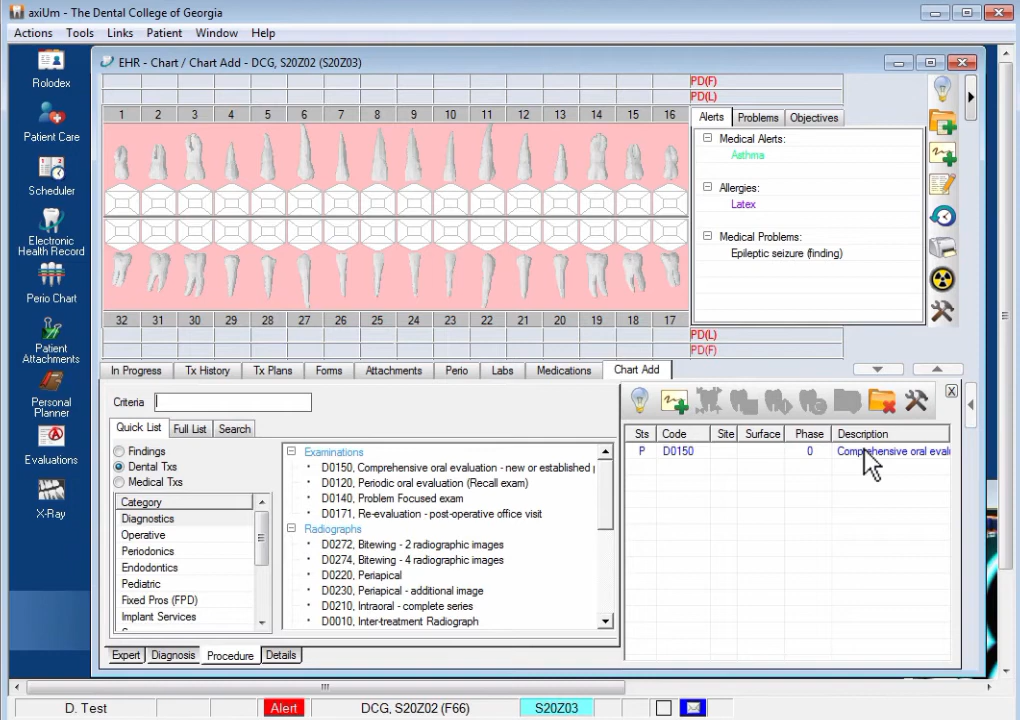 axiUm - The Dental College of Georgia
Actions Tools Links Patient Window Help
Rolodex
Patient Care
Scheduler
Electronic
Health Record
Perio Chart
Patient
Attachments
Personal
Planner
Evaluations
X-Ray
EHR - Chart / Chart Add - DCG, S20Z02 (S20Z03)
PD(F)
PD(L)
1 2 3 4 5 6 7 8 9 10 11 12 13 14 15 16
32 31 30 29 28 27 26 25 24 23 22 21 20 19 18 17
PD(L)
PD(F)
Alerts Problems Objectives
Medical Alerts:
Asthma
Allergies:
Latex
Medical Problems:
Epileptic seizure (finding)
In Progress Tx History Tx Plans Forms Attachments Perio Labs Medications Chart Add
Criteria
Quick List Full List Search
Findings
Dental Txs
Medical Txs
Category
Diagnostics
Operative
Periodonics
Endodontics
Pediatric
Fixed Pros (FPD)
Implant Services
Examinations
D0150, Comprehensive oral evaluation - new or established p
D0120, Periodic oral evaluation (Recall exam)
D0140, Problem Focused exam
D0171, Re-evaluation - post-operative office visit
Radiographs
D0272, Bitewing - 2 radiographic images
D0274, Bitewing - 4 radiographic images
D0220, Periapical
D0230, Periapical - additional image
D0210, Intraoral - complete series
D0010, Inter-treatment Radiograph
Expert Diagnosis Procedure Details
X
Sts Code Site Surface Phase Description
P D0150 0 Comprehensive oral evalu
D. Test Alert DCG, S20Z02 (F66) S20Z03